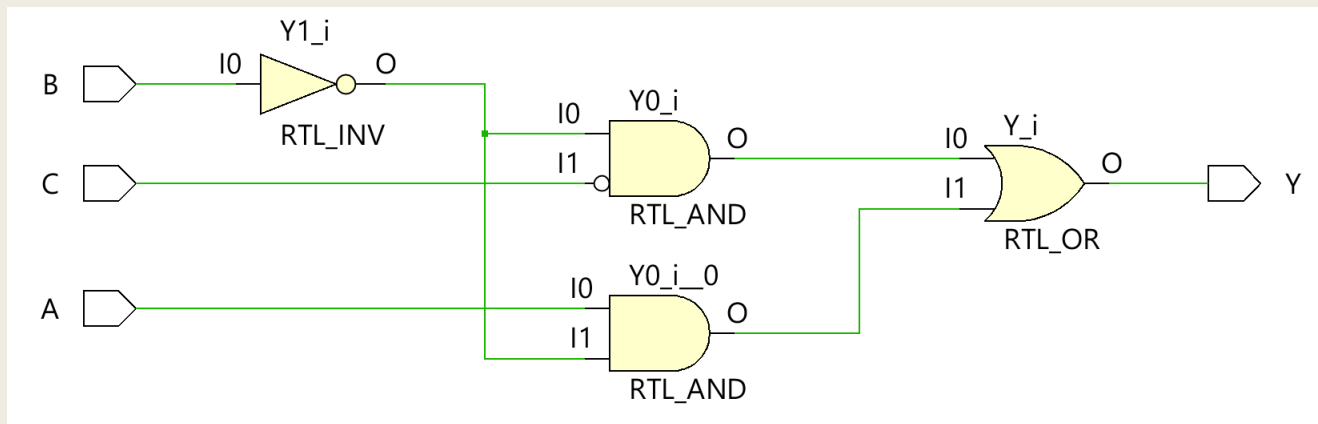 Y1_i
B
I0
O
RTL_INV
Y0_i
I0
O
C
I1
RTL_AND
Y_i
I0
O
I1
Y
RTL_OR
Y0_i__0
A
I0
O
I1
RTL_AND